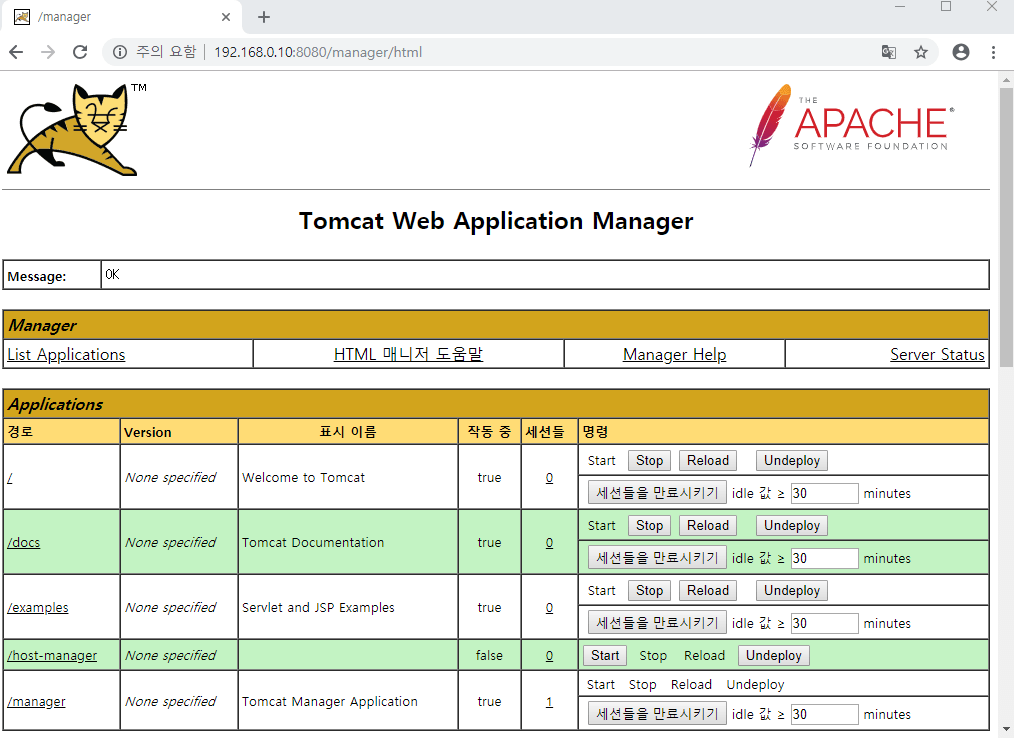 /manager
주의 요함 192.168.0.10:8080/manager/html
TM
THE
APACHE®
SOFTWARE FOUNDATION
Tomcat Web Application Manager
Message: OK
Manager
List Applications HTML 매니저 도움말 Manager Help Server Status
Applications
경로 Version 표시 이름 작동 중 세션들 명령
/ None specified Welcome to Tomcat true 0 Start Stop Reload Undeploy
세션들을 만료시키기 idle 값 ≥ 30 minutes
/docs None specified Tomcat Documentation true 0 Start Stop Reload Undeploy
세션들을 만료시키기 idle 값 ≥ 30 minutes
/examples None specified Servlet and JSP Examples true 0 Start Stop Reload Undeploy
세션들을 만료시키기 idle 값 ≥ 30 minutes
/host-manager None specified false 0 Start Stop Reload Undeploy
/manager None specified Tomcat Manager Application true 1 Start Stop Reload Undeploy
세션들을 만료시키기 idle 값 ≥ 30 minutes